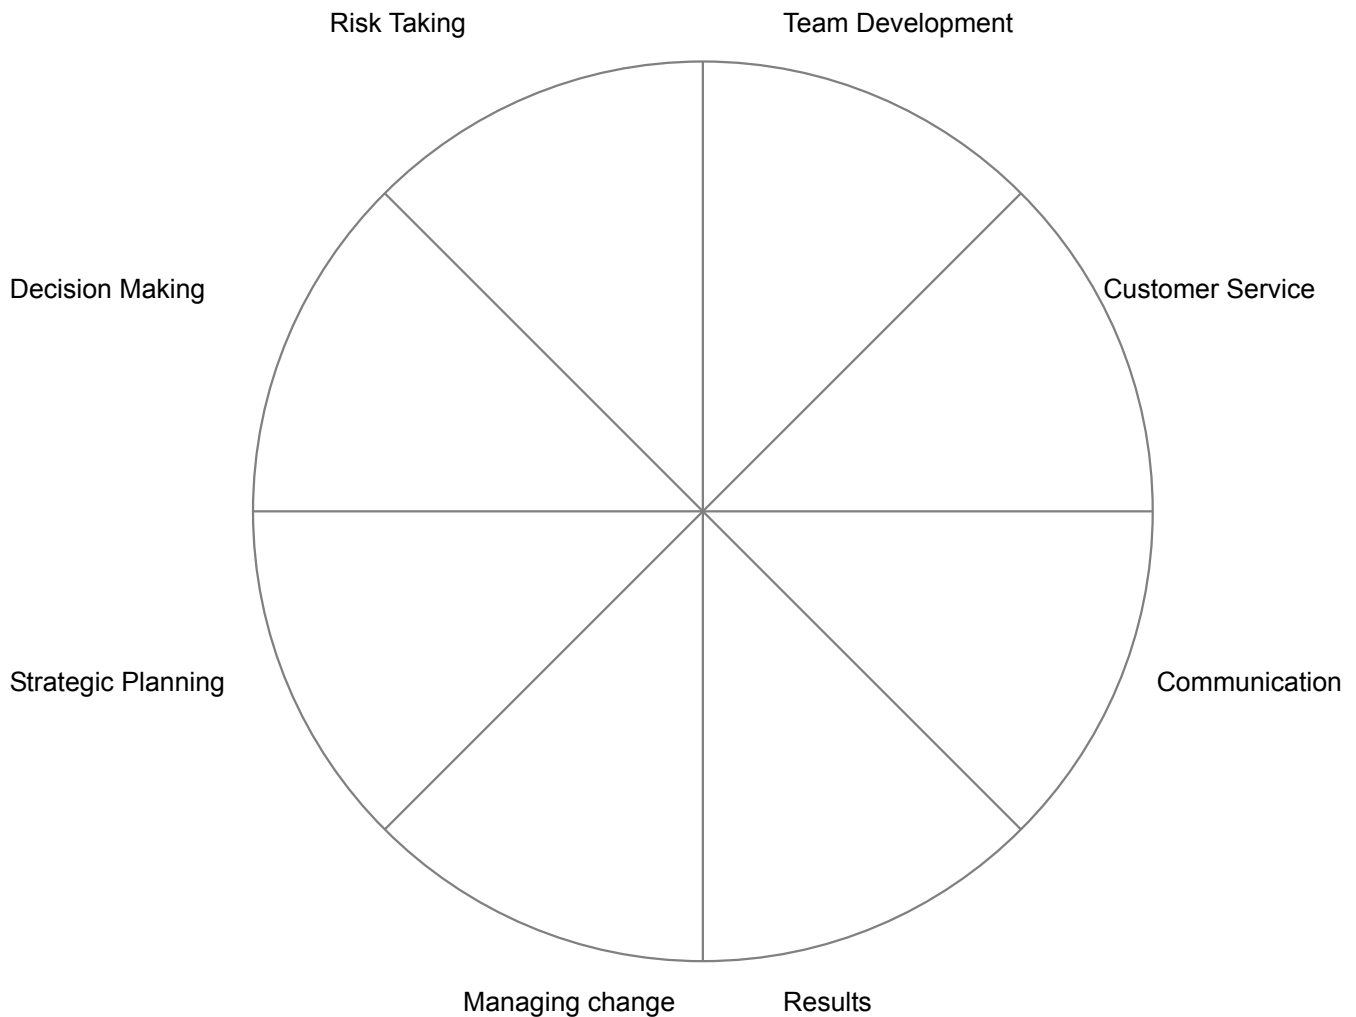 Risk Taking
Team Development
Decision Making
Customer Service
Strategic Planning
Communication
Managing change
Results